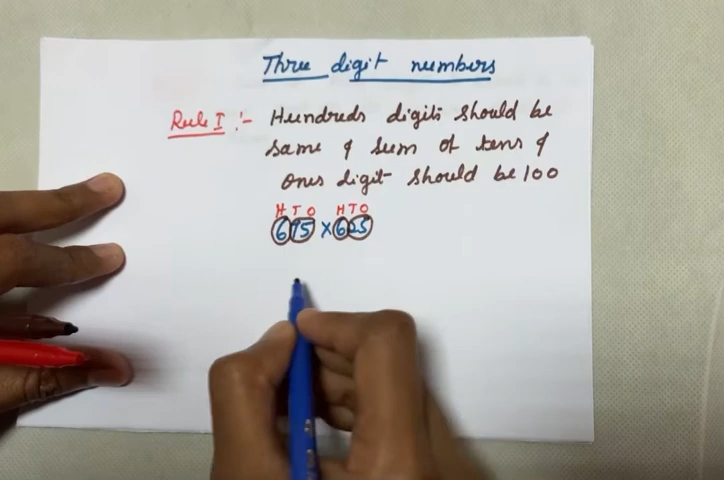 Three digit numbers
Rule I :- Hundreds digits should be
same & sum of tens &
ones digit should be 100
H T O H T O
675 × 625